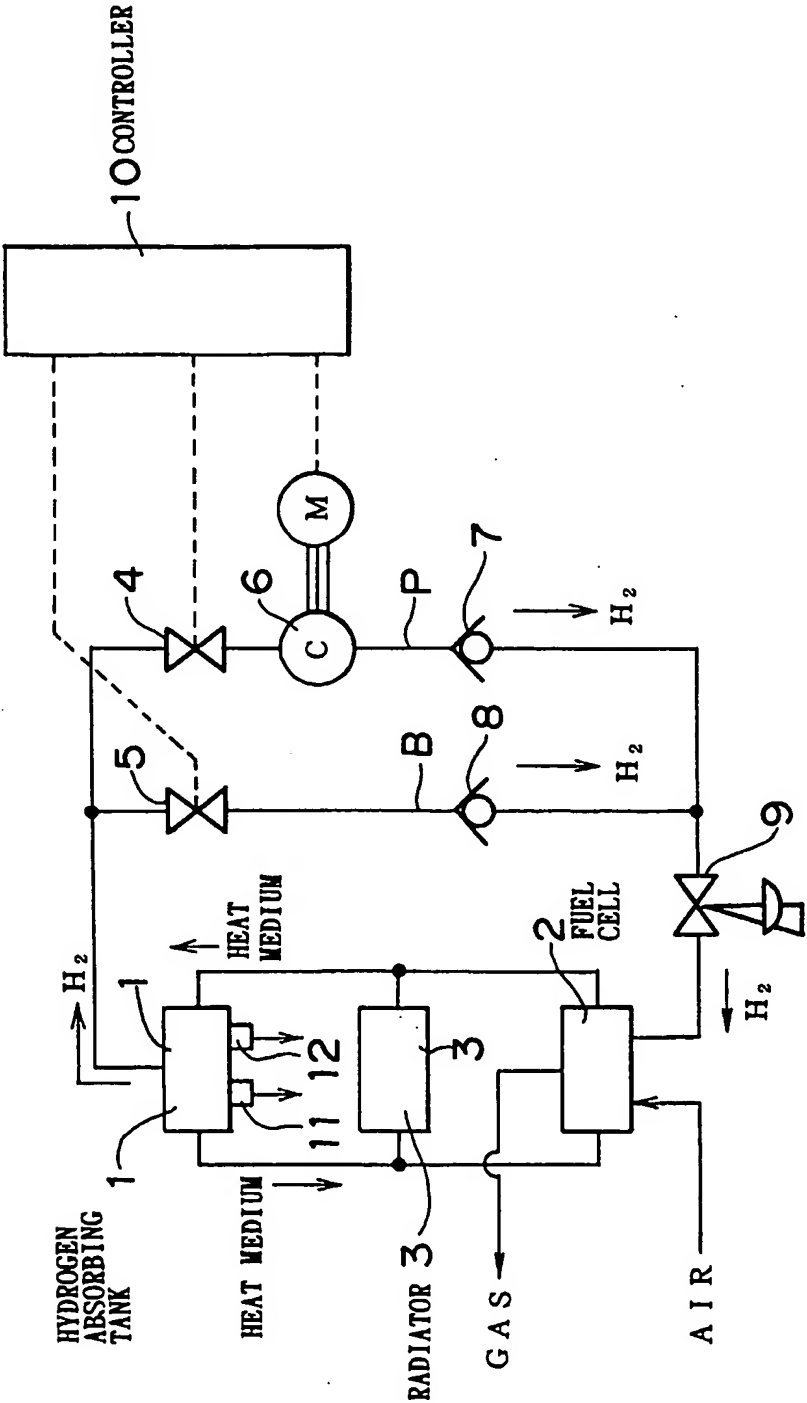 10 CONTROLLER
4
6
C
M
P
7
H₂
5
B
8
H₂
9
H₂
HEAT
MEDIUM
H₂
1
1
11
12
HYDROGEN
ABSORBING
TANK
HEAT MEDIUM
2
FUEL
CELL
3
RADIATOR 3
GAS
AIR